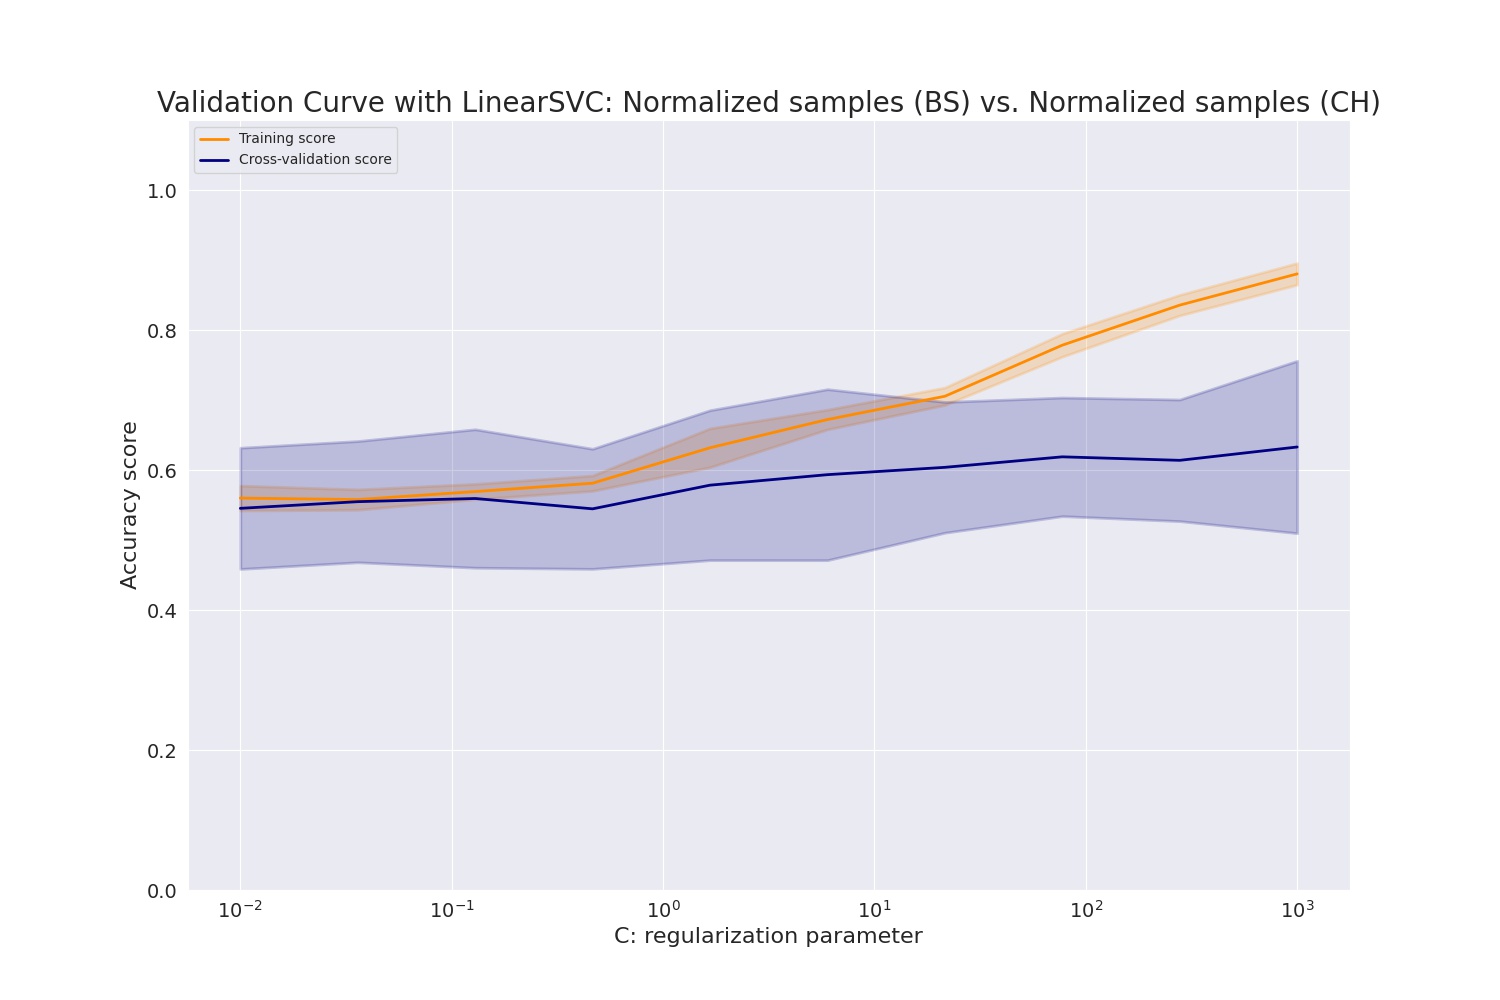 Validation Curve with LinearSVC: Normalized samples (BS) vs. Normalized samples (CH)
Training score
Cross-validation score
Accuracy score
1.0
0.8
0.6
0.4
0.2
0.0
10⁻² 10⁻¹ 10⁰ 10¹ 10² 10³
C: regularization parameter